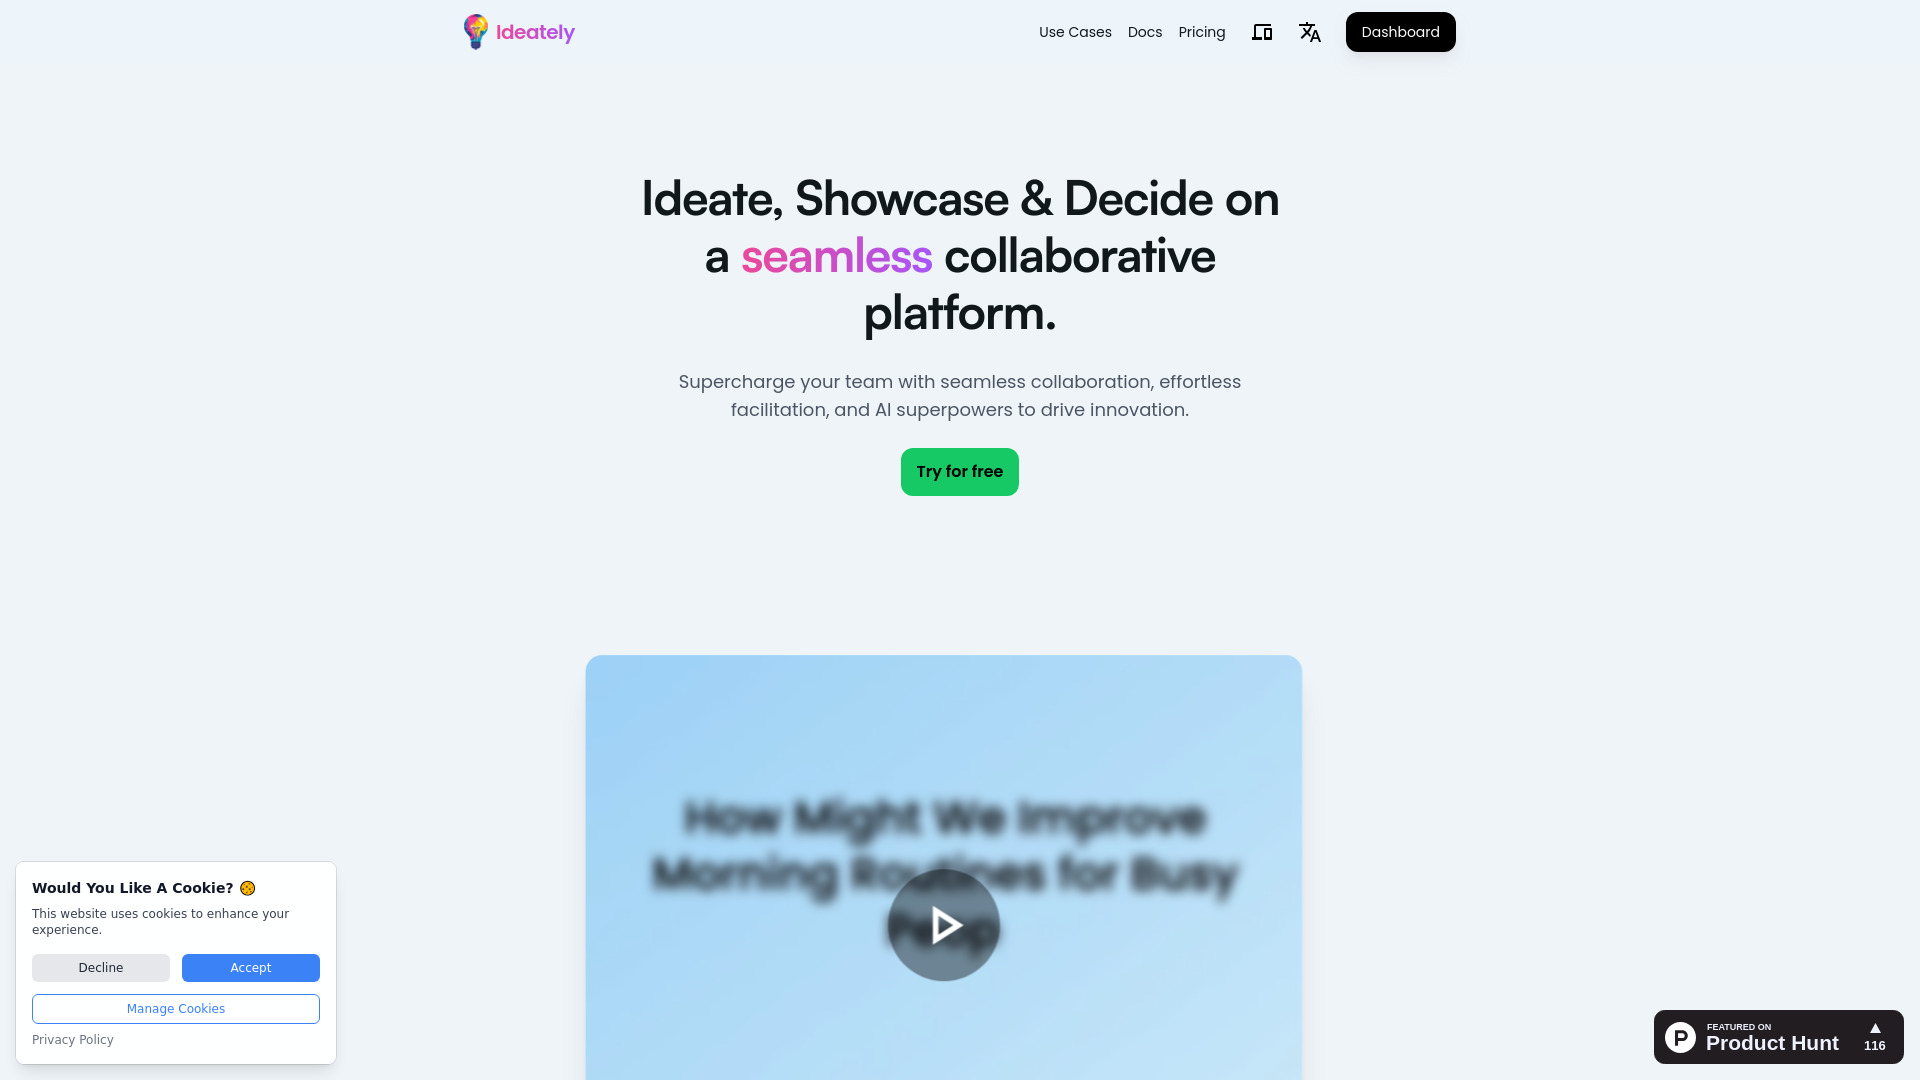 Ideately
Use Cases
Docs
Pricing
Dashboard
Ideate, Showcase & Decide on
a seamless collaborative
platform.
Supercharge your team with seamless collaboration, effortless
facilitation, and AI superpowers to drive innovation.
Try for free
How Might We Improve
Morning Routines for Busy
Peop
Would You Like A Cookie?
This website uses cookies to enhance your
experience.
Decline
Accept
Manage Cookies
Privacy Policy
FEATURED ON
Product Hunt
116